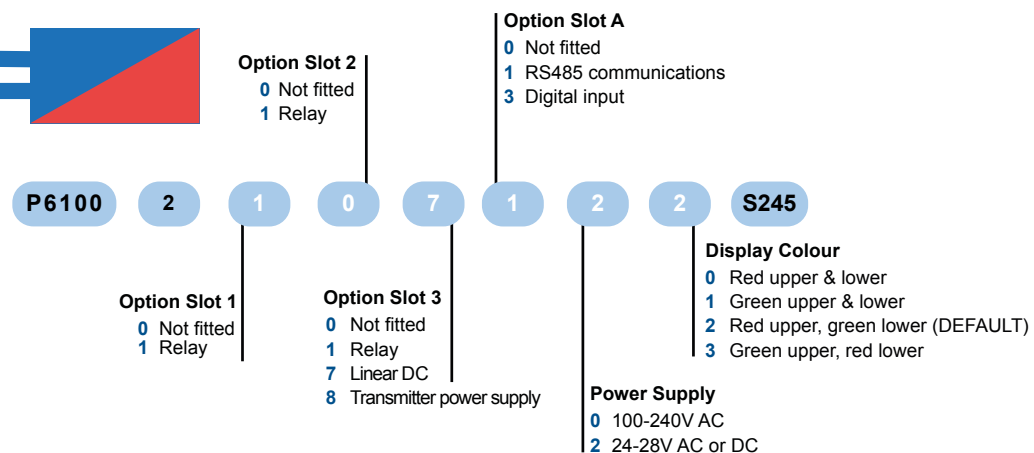 Option Slot A
0 Not fitted
1 RS485 communications
3 Digital input
Option Slot 2
0 Not fitted
1 Relay
P6100 2 1 0 7 1 2 2 S245
Option Slot 1
0 Not fitted
1 Relay
Option Slot 3
0 Not fitted
1 Relay
7 Linear DC
8 Transmitter power supply
Display Colour
0 Red upper & lower
1 Green upper & lower
2 Red upper, green lower (DEFAULT)
3 Green upper, red lower
Power Supply
0 100-240V AC
2 24-28V AC or DC